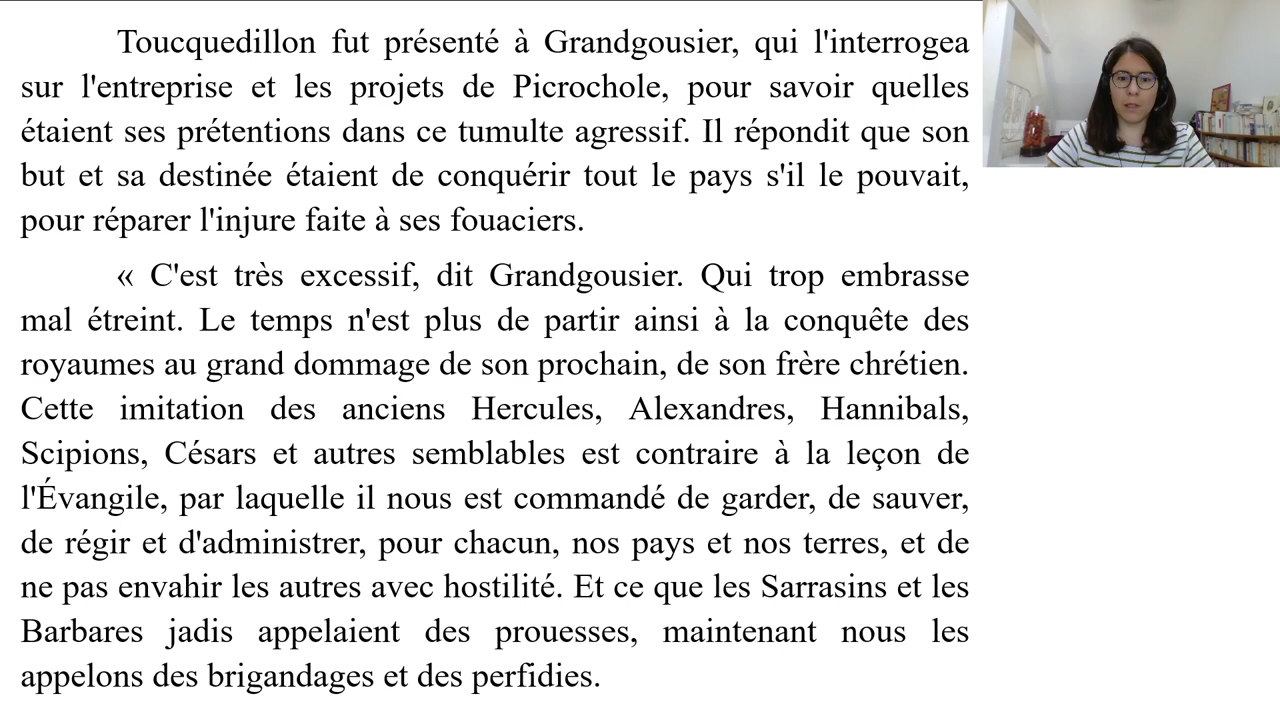 Toucquedillon fut présenté à Grandgousier, qui l'interrogea
sur l'entreprise et les projets de Picrochole, pour savoir quelles
étaient ses prétentions dans ce tumulte agressif. Il répondit que son
but et sa destinée étaient de conquérir tout le pays s'il le pouvait,
pour réparer l'injure faite à ses fouaciers.
« C'est très excessif, dit Grandgousier. Qui trop embrasse
mal étreint. Le temps n'est plus de partir ainsi à la conquête des
royaumes au grand dommage de son prochain, de son frère chrétien.
Cette imitation des anciens Hercules, Alexandres, Hannibals,
Scipions, Césars et autres semblables est contraire à la leçon de
l'Évangile, par laquelle il nous est commandé de garder, de sauver,
de régir et d'administrer, pour chacun, nos pays et nos terres, et de
ne pas envahir les autres avec hostilité. Et ce que les Sarrasins et les
Barbares jadis appelaient des prouesses, maintenant nous les
appelons des brigandages et des perfidies.